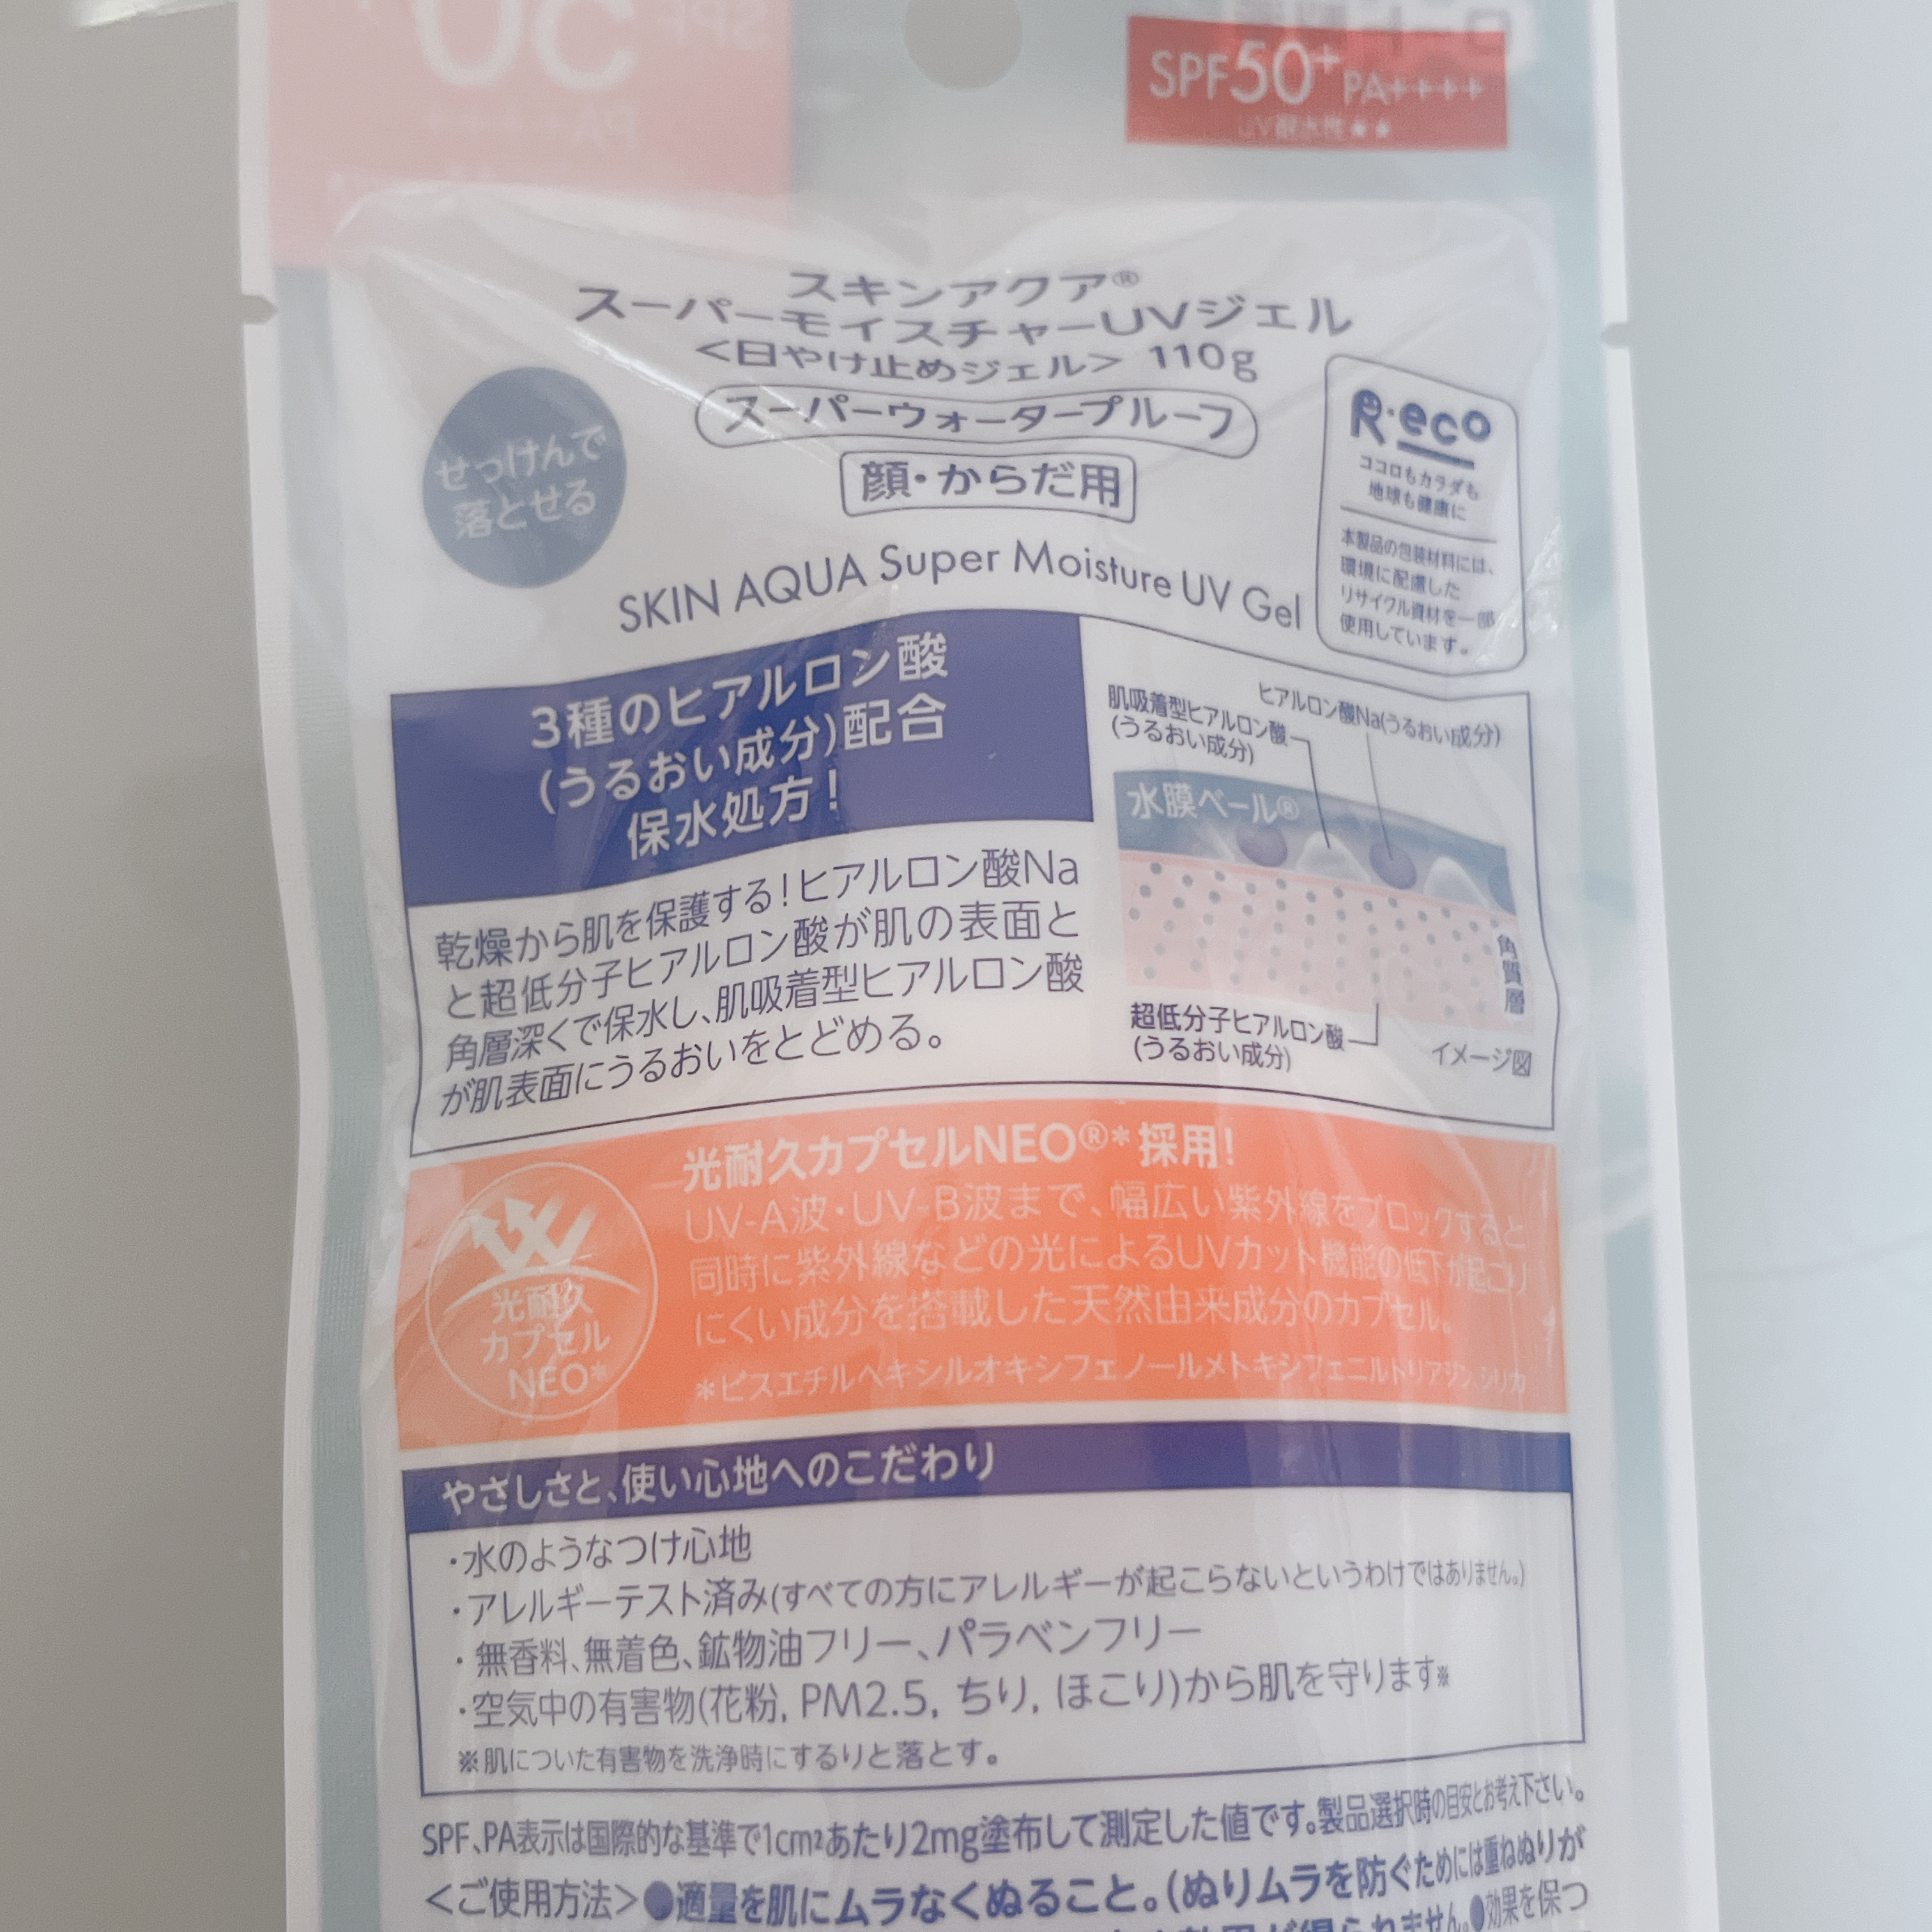 SPF50+ PA++++
UV耐水性★★
スキンアクア®
スーパーモイスチャーUVジェル
<日やけ止めジェル> 110g
スーパーウォータープルーフ
顔・からだ用
せっけんで
落とせる
R・eco
ココロもカラダも
地球も健康に
本製品の包装材料には、
環境に配慮した
リサイクル資材を一部
使用しています。
SKIN AQUA Super Moisture UV Gel
3種のヒアルロン酸
(うるおい成分)配合
保水処方!
乾燥から肌を保護する!ヒアルロン酸Na
と超低分子ヒアルロン酸が肌の表面と
角層深くで保水し、肌吸着型ヒアルロン酸
が肌表面にうるおいをとどめる。
肌吸着型ヒアルロン酸
(うるおい成分)
ヒアルロン酸Na(うるおい成分)
水膜ベール®
角質層
超低分子ヒアルロン酸
(うるおい成分)
イメージ図
光耐久
カプセル
NEO*
光耐久カプセルNEO®*採用!
UV-A波・UV-B波まで、幅広い紫外線をブロックすると
同時に紫外線などの光によるUVカット機能の低下が起こり
にくい成分を搭載した天然由来成分のカプセル。
*ビスエチルヘキシルオキシフェノールメトキシフェニルトリアジン、シリカ
やさしさと、使い心地へのこだわり
・水のようなつけ心地
・アレルギーテスト済み(すべての方にアレルギーが起こらないというわけではありません。)
・無香料、無着色、鉱物油フリー、パラベンフリー
・空気中の有害物(花粉, PM2.5, ちり, ほこり)から肌を守ります※
※肌についた有害物を洗浄時にするりと落とす。
SPF、PA表示は国際的な基準で1cm²あたり2mg塗布して測定した値です。製品選択時の目安とお考え下さい。
<ご使用方法>●適量を肌にムラなくぬること。(ぬりムラを防ぐためには重ねぬりが
得られません。●効果を保つ